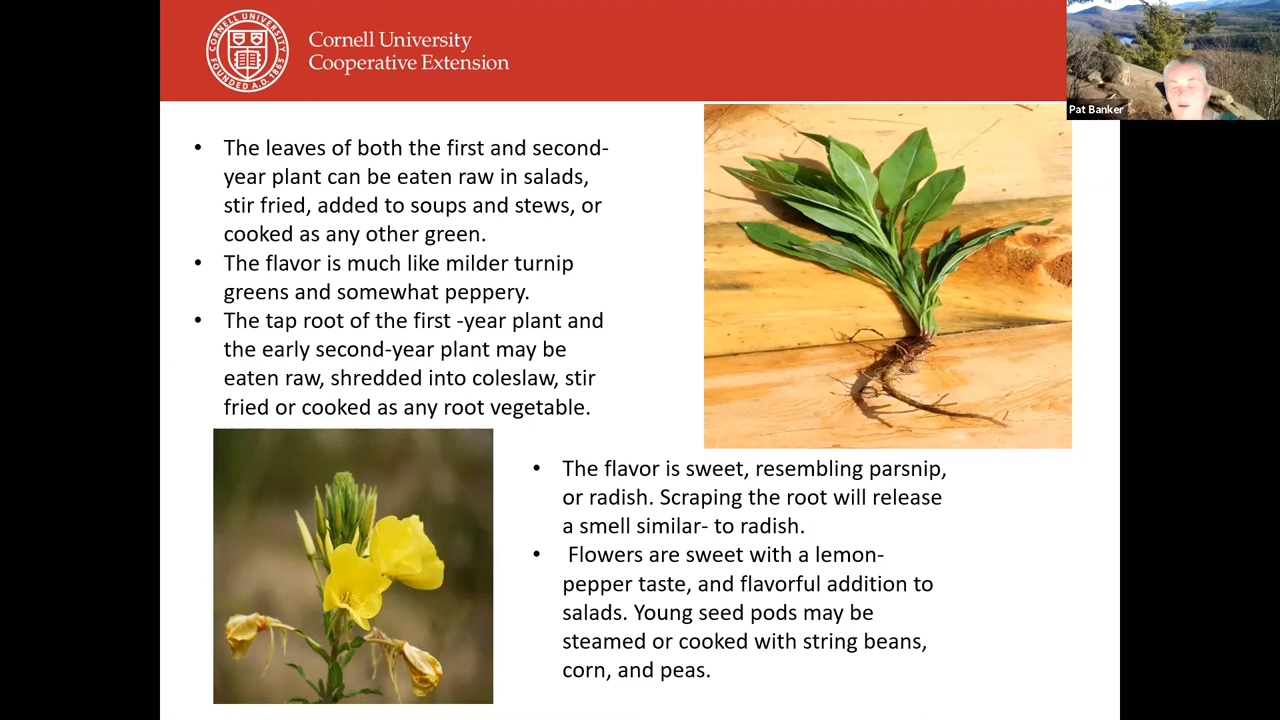 CORNELL UNIVERSITY
FOUNDED A.D. 1865
Cornell University
Cooperative Extension
Pat Banker
• The leaves of both the first and second-
year plant can be eaten raw in salads,
stir fried, added to soups and stews, or
cooked as any other green.
• The flavor is much like milder turnip
greens and somewhat peppery.
• The tap root of the first -year plant and
the early second-year plant may be
eaten raw, shredded into coleslaw, stir
fried or cooked as any root vegetable.
• The flavor is sweet, resembling parsnip,
or radish. Scraping the root will release
a smell similar- to radish.
• Flowers are sweet with a lemon-
pepper taste, and flavorful addition to
salads. Young seed pods may be
steamed or cooked with string beans,
corn, and peas.